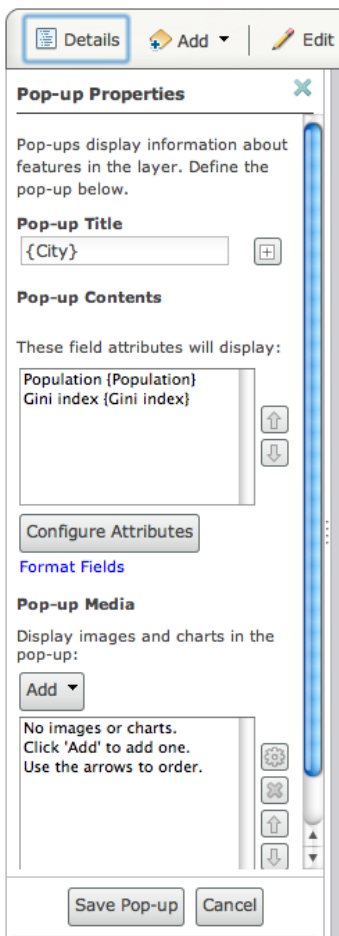 Details Add Edit
Pop-up Properties
Pop-ups display information about
features in the layer. Define the
pop-up below.
Pop-up Title
{City}
Pop-up Contents
These field attributes will display:
Population {Population}
Gini index {Gini index}
Configure Attributes
Format Fields
Pop-up Media
Display images and charts in the
pop-up:
Add
No images or charts.
Click 'Add' to add one.
Use the arrows to order.
Save Pop-up Cancel